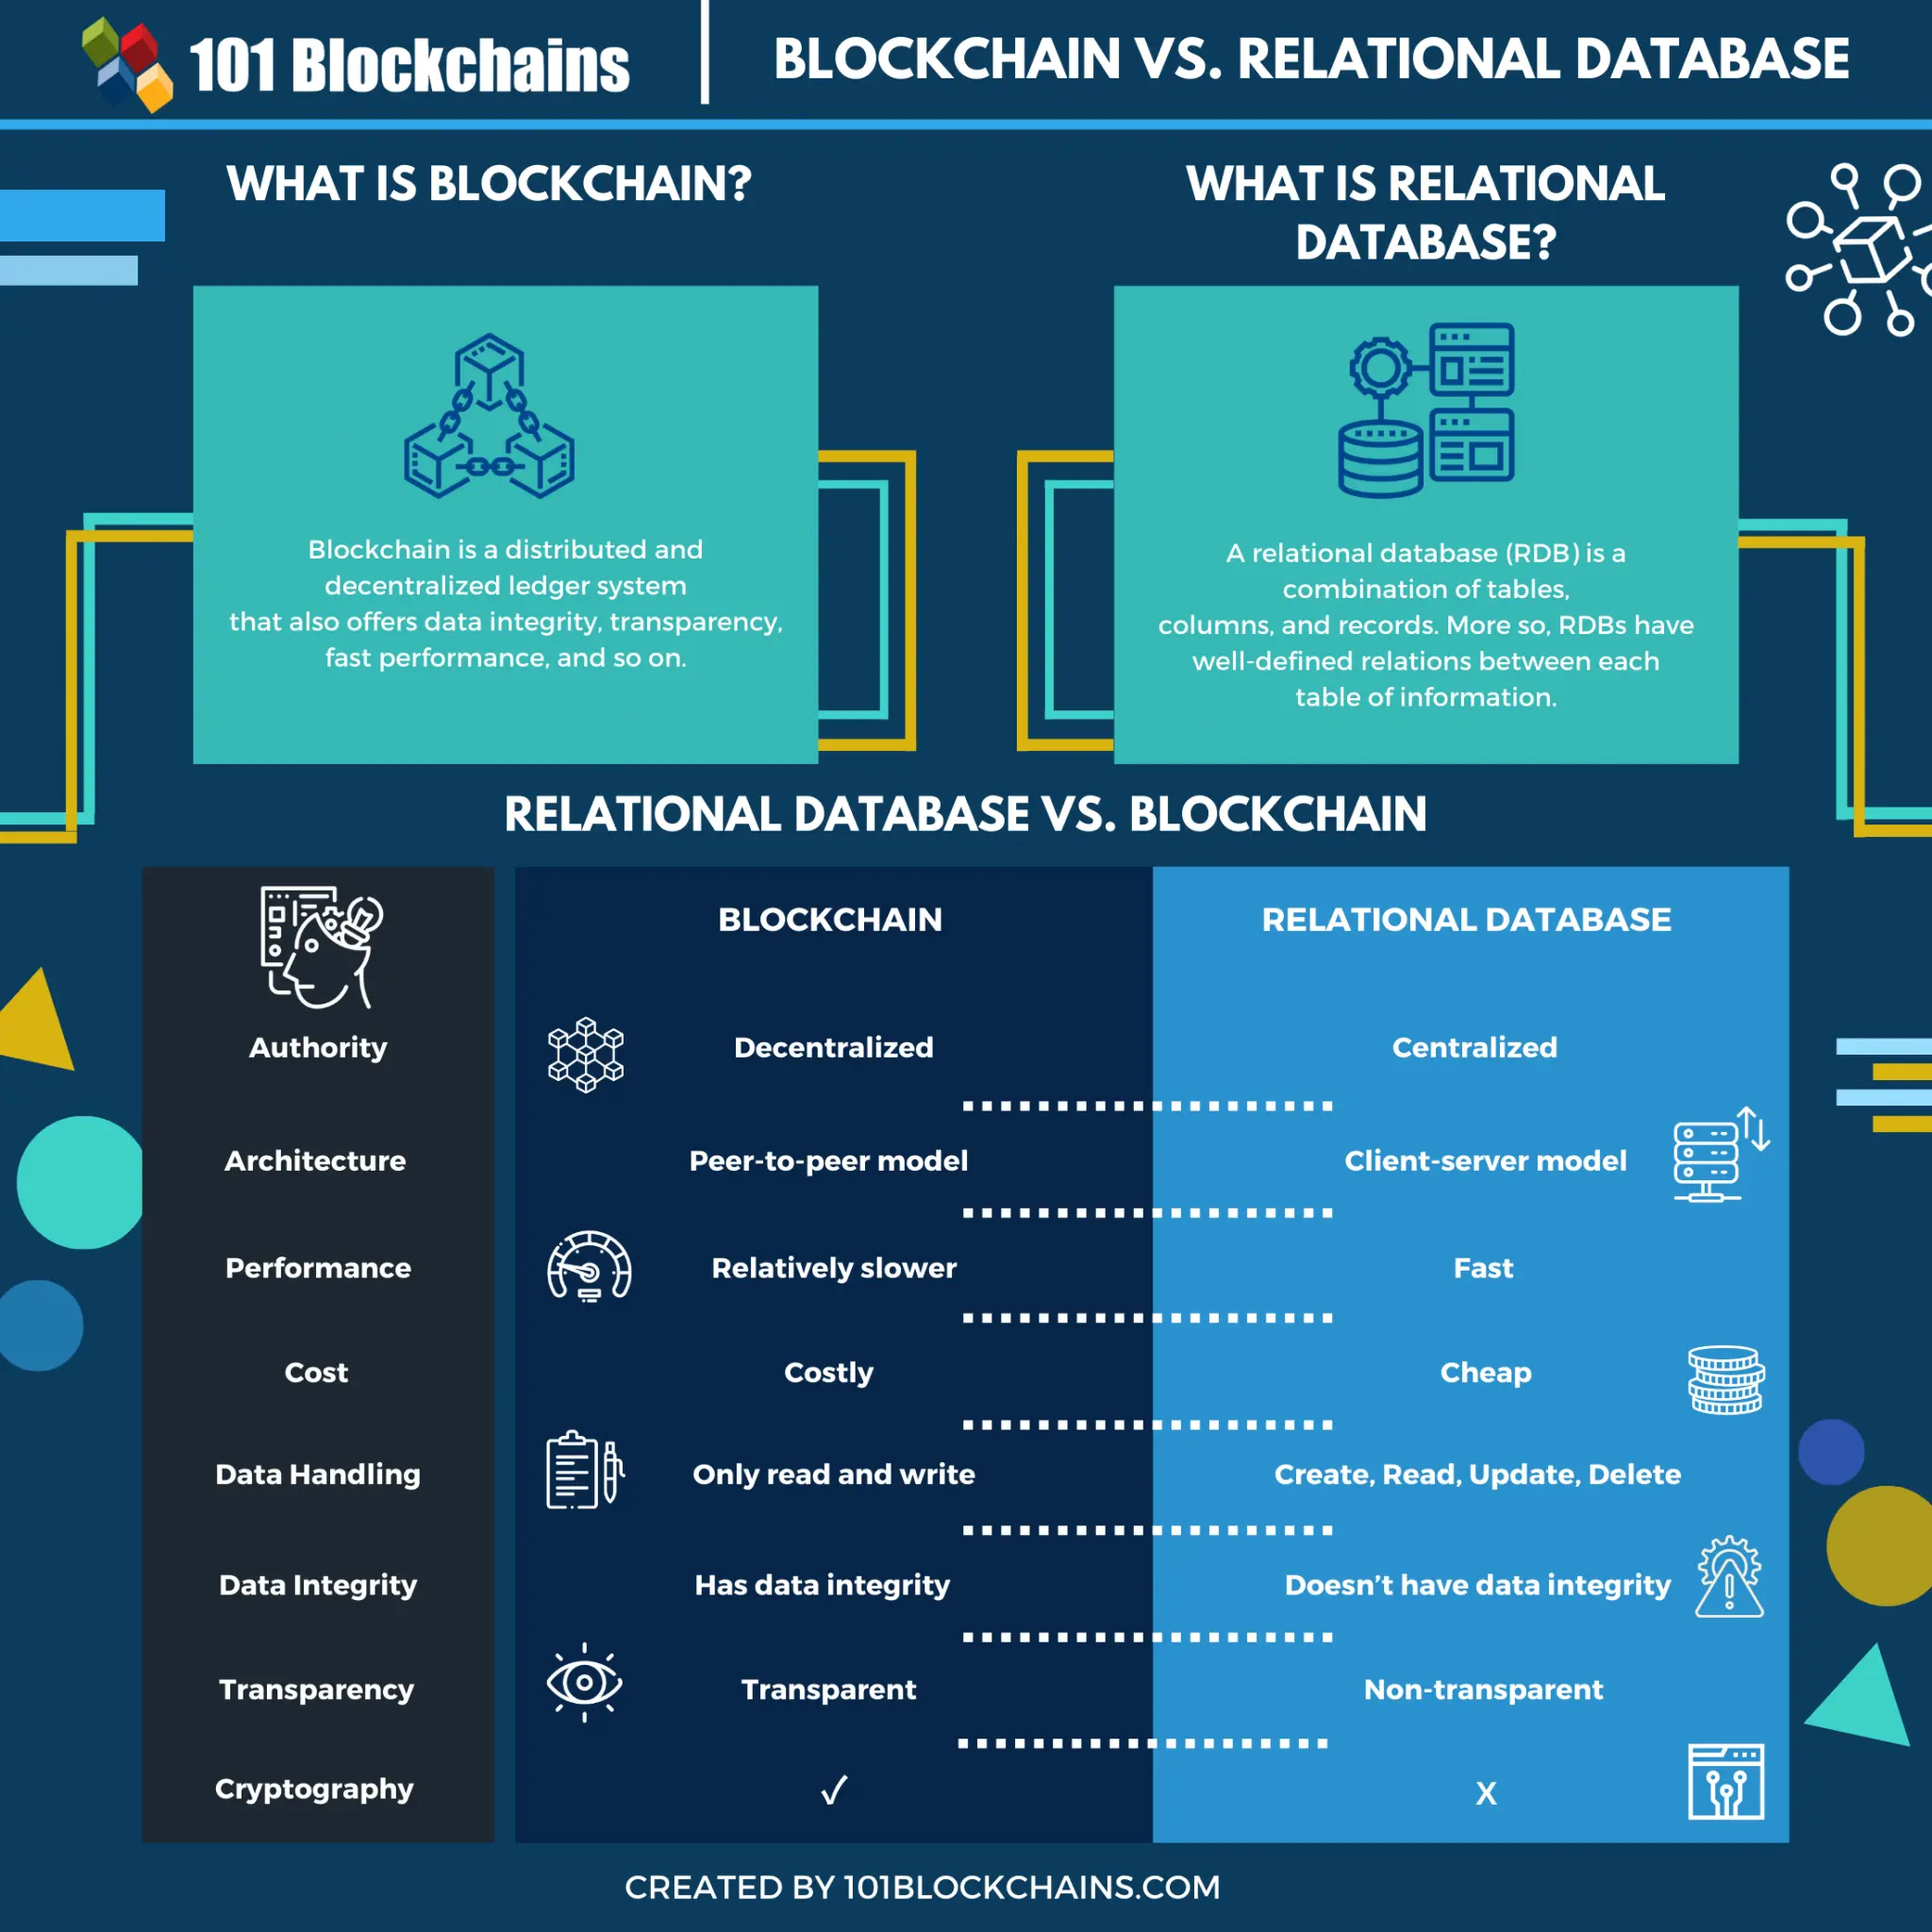 101 Blockchains
BLOCKCHAIN VS. RELATIONAL DATABASE
WHAT IS BLOCKCHAIN?
Blockchain is a distributed and
decentralized ledger system
that also offers data integrity, transparency,
fast performance, and so on.
WHAT IS RELATIONAL
DATABASE?
A relational database (RDB) is a
combination of tables,
columns, and records. More so, RDBs have
well-defined relations between each
table of information.
RELATIONAL DATABASE VS. BLOCKCHAIN
BLOCKCHAIN RELATIONAL DATABASE
Authority Decentralized Centralized
Architecture Peer-to-peer model Client-server model
Performance Relatively slower Fast
Cost Costly Cheap
Data Handling Only read and write Create, Read, Update, Delete
Data Integrity Has data integrity Doesn’t have data integrity
Transparency Transparent Non-transparent
Cryptography ✓ X
CREATED BY 101BLOCKCHAINS.COM